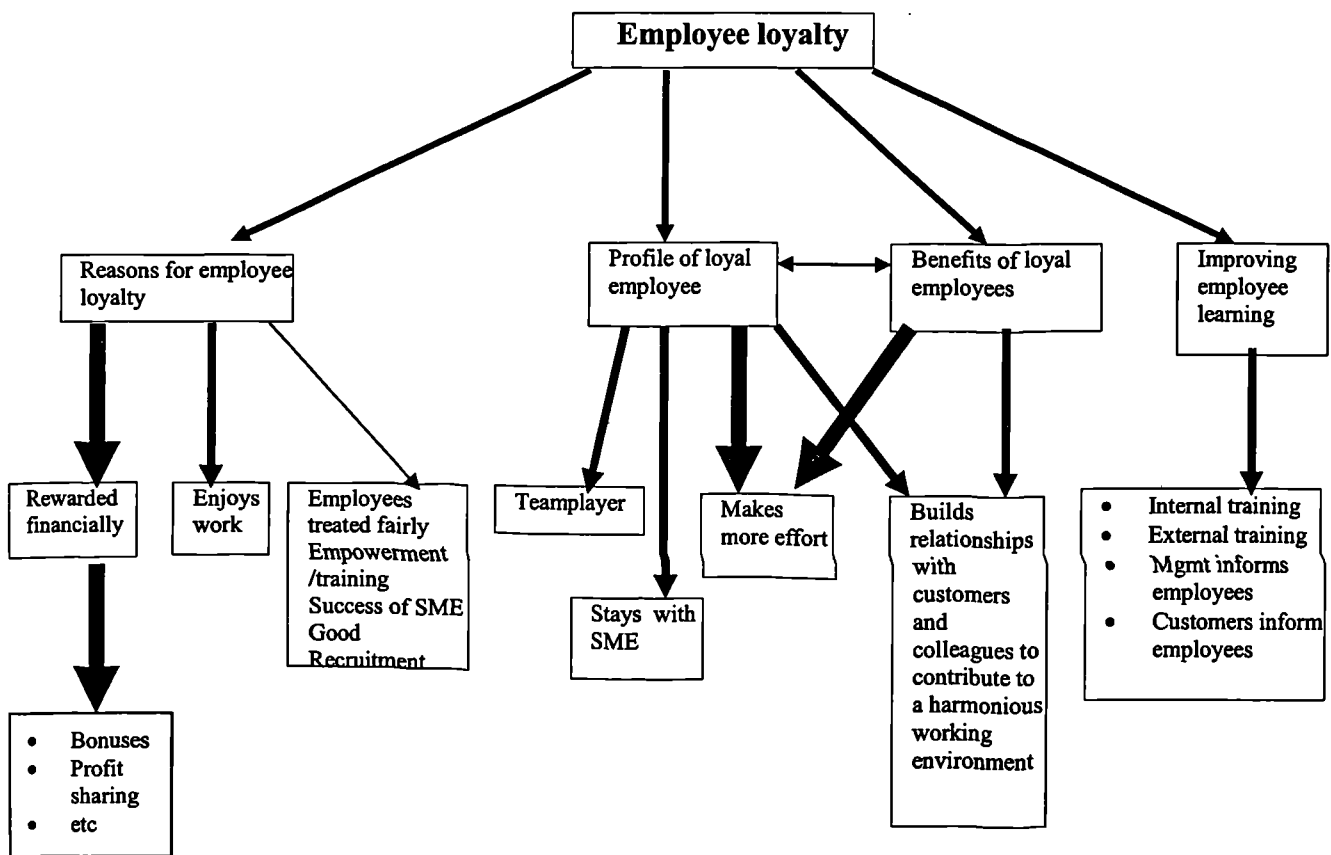 Employee loyalty
Reasons for employee
loyalty
Profile of loyal
employee
Benefits of loyal
employees
Improving
employee
learning
Rewarded
financially
Enjoys
work
Employees
treated fairly
Empowerment
/training
Success of SME
Good
Recruitment
Teamplayer
Stays with
SME
Makes
more effort
Builds
relationships
with
customers
and
colleagues to
contribute to
a harmonious
working
environment
• Internal training
• External training
• Mgmt informs
employees
• Customers inform
employees
• Bonuses
• Profit
sharing
• etc